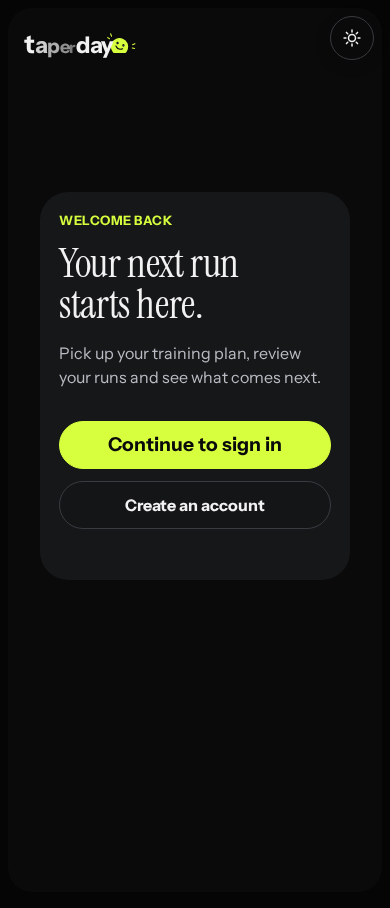 taperday
WELCOME BACK
Your next run
starts here.
Pick up your training plan, review
your runs and see what comes next.
Continue to sign in
Create an account